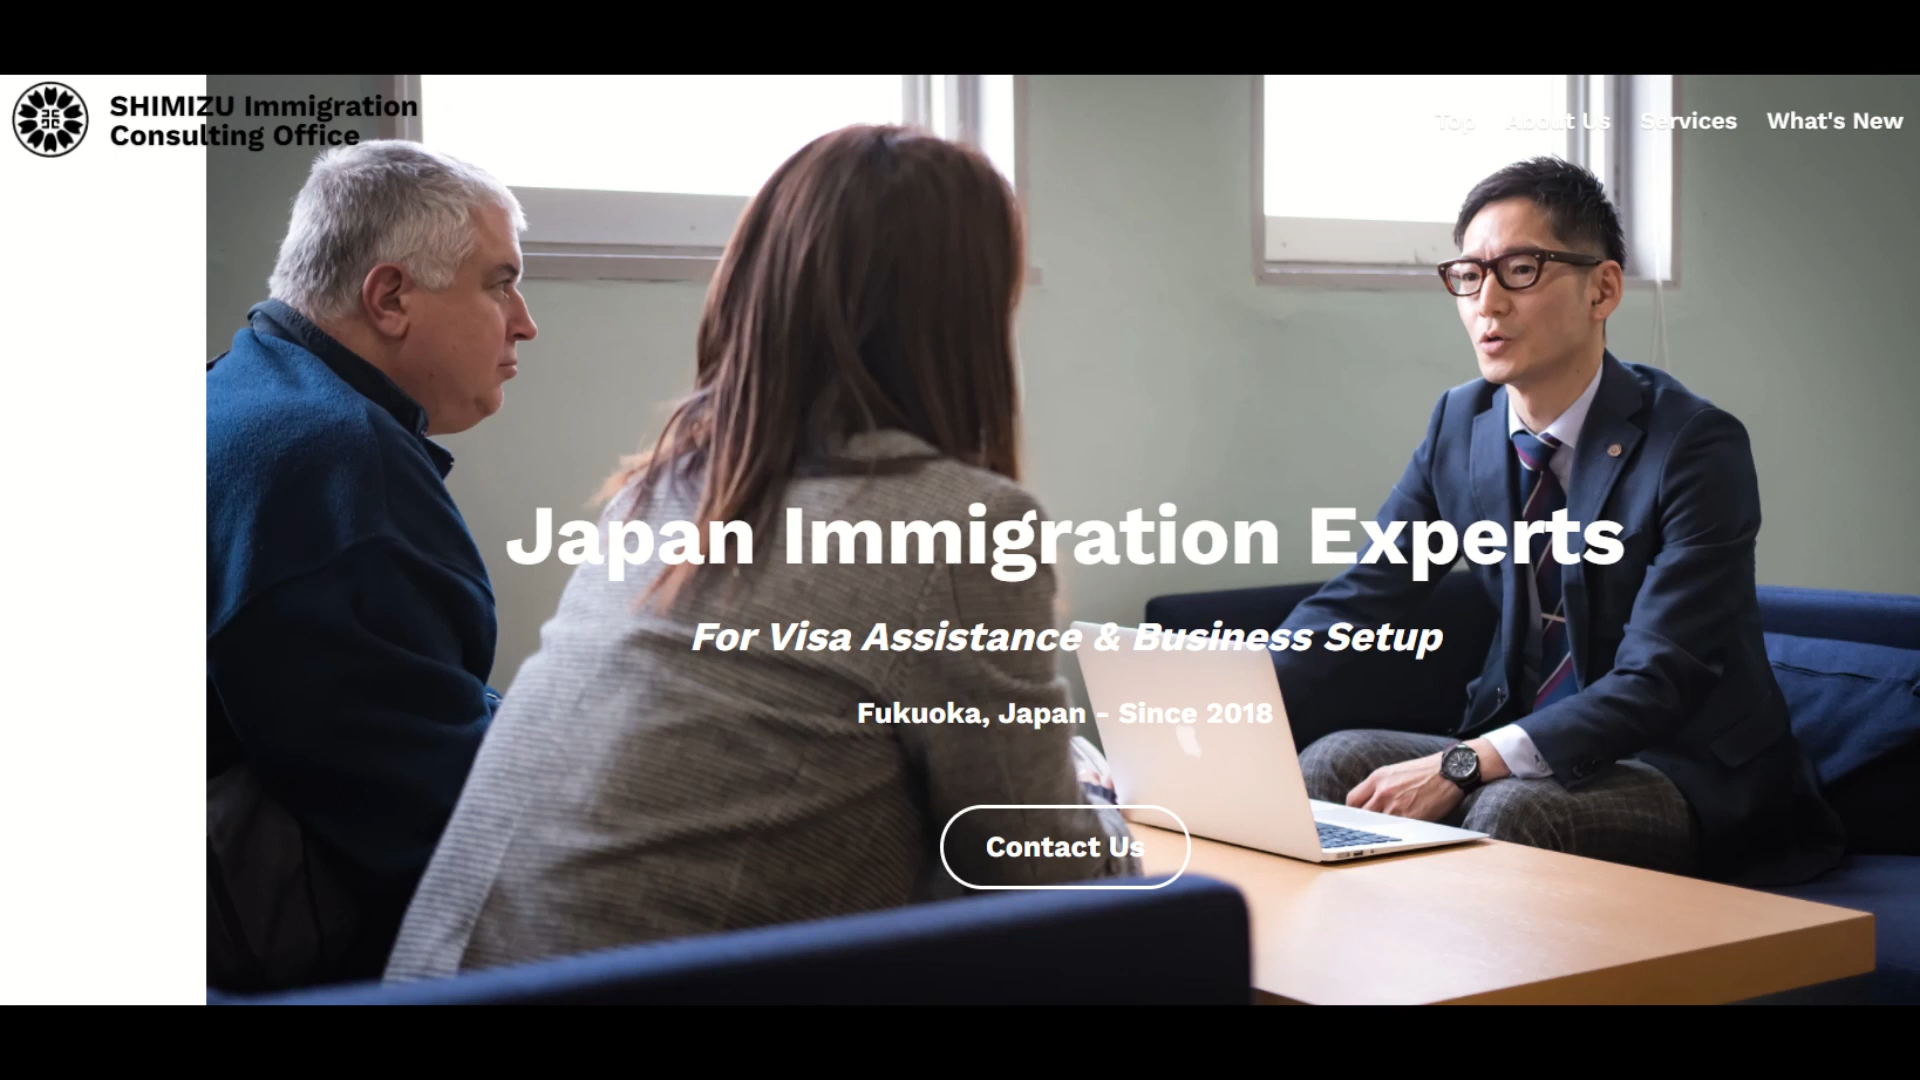 SHIMIZU Immigration
Consulting Office
Top About Us Services What's New
Japan Immigration Experts
For Visa Assistance & Business Setup
Fukuoka, Japan - Since 2018
Contact Us